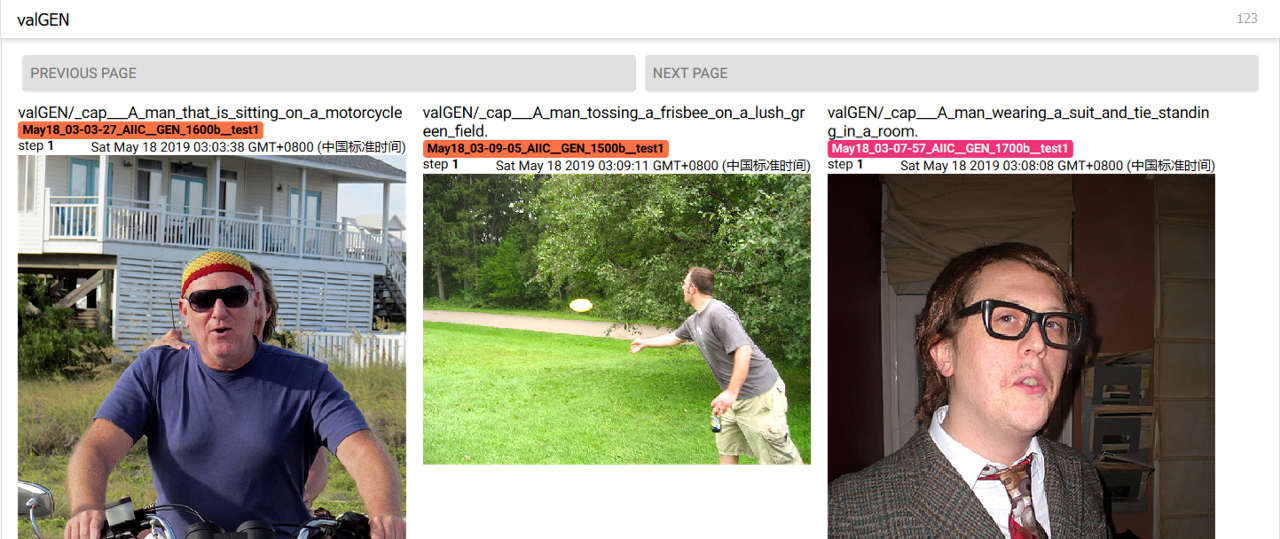 valGEN
123
PREVIOUS PAGE
NEXT PAGE
valGEN/_cap___A_man_that_is_sitting_on_a_motorcycle
May18_03-03-27_AIIC__GEN_1600b__test1
step 1 Sat May 18 2019 03:03:38 GMT+0800 (中国标准时间)
valGEN/_cap___A_man_tossing_a_frisbee_on_a_lush_gr
een_field.
May18_03-09-05_AIIC__GEN_1500b__test1
step 1 Sat May 18 2019 03:09:11 GMT+0800 (中国标准时间)
valGEN/_cap___A_man_wearing_a_suit_and_tie_standin
g_in_a_room.
May18_03-07-57_AIIC__GEN_1700b__test1
step 1 Sat May 18 2019 03:08:08 GMT+0800 (中国标准时间)